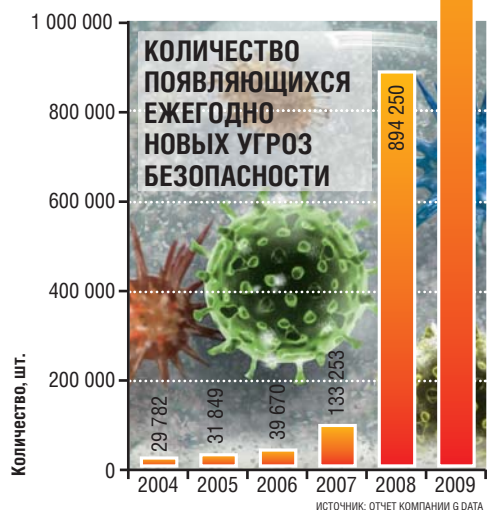 1 000 000
КОЛИЧЕСТВО
ПОЯВЛЯЮЩИХСЯ
ЕЖЕГОДНО
НОВЫХ УГРОЗ
БЕЗОПАСНОСТИ
800 000
600 000
400 000
200 000
0
Количество, шт.
29 782
31 849
39 670
133 253
894 250
2004 2005 2006 2007 2008 2009
ИСТОЧНИК: ОТЧЕТ КОМПАНИИ G DATA